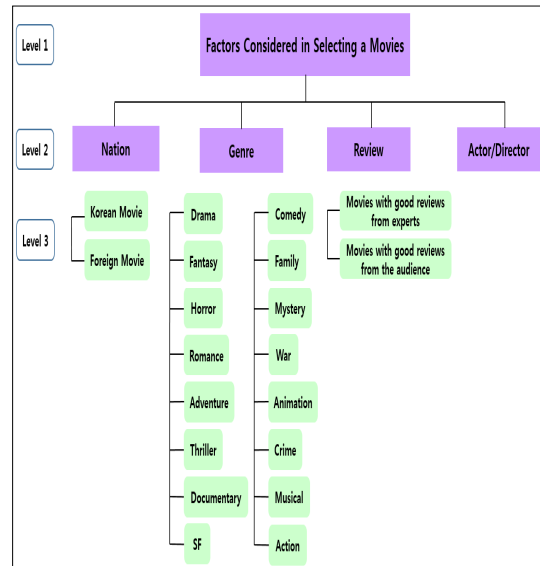 Level 1
Factors Considered in Selecting a Movies
Level 2
Nation
Genre
Review
Actor/Director
Level 3
Korean Movie
Foreign Movie
Drama
Fantasy
Horror
Romance
Adventure
Thriller
Documentary
SF
Comedy
Family
Mystery
War
Animation
Crime
Musical
Action
Movies with good reviews
from experts
Movies with good reviews
from the audience